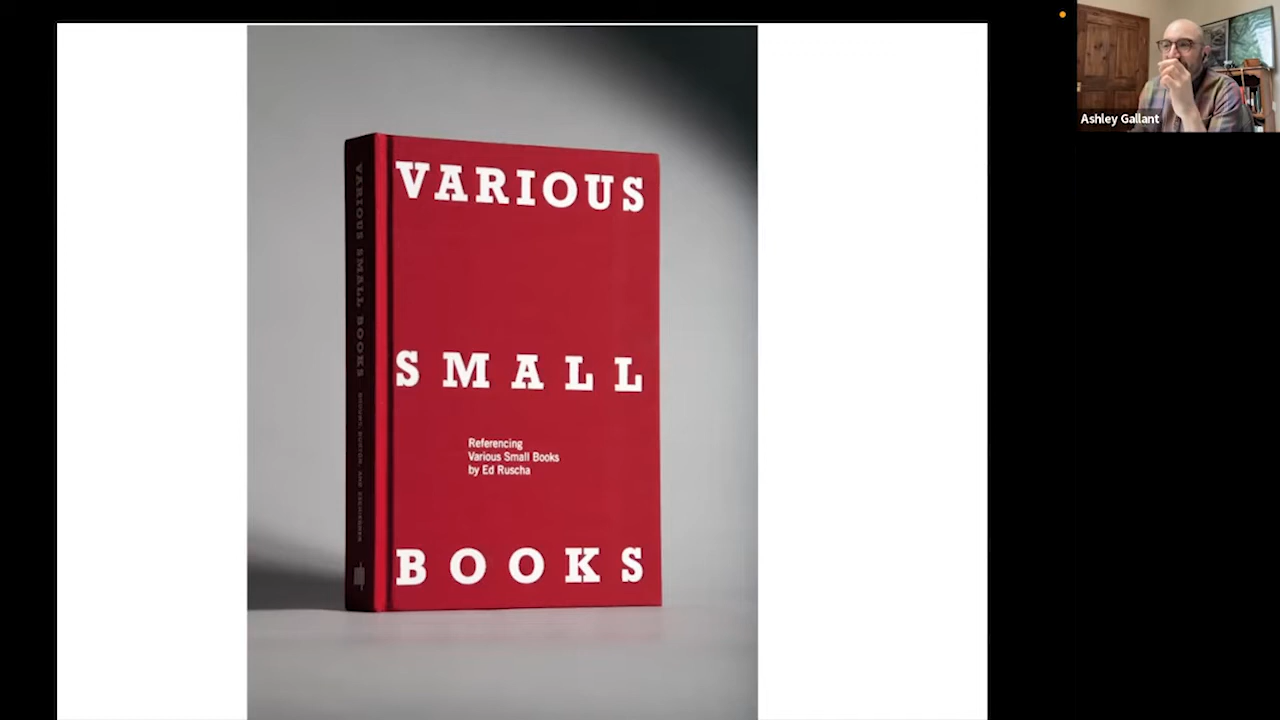 VARIOUS
SMALL
Referencing
Various Small Books
by Ed Ruscha
BOOKS
VARIOUS SMALL BOOKS
Ashley Gallant